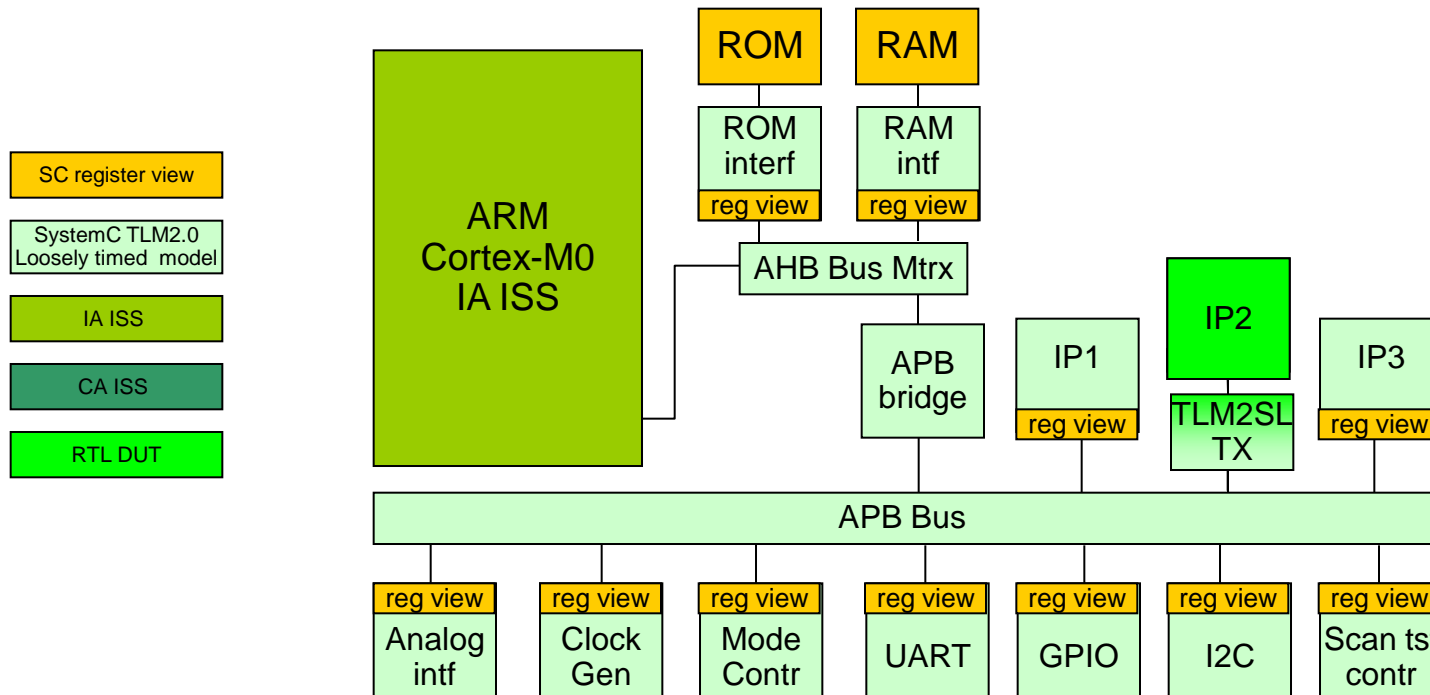 ROM
RAM
SC register view
SystemC TLM2.0
Loosely timed model
IA ISS
CA ISS
RTL DUT
ARM
Cortex-M0
IA ISS
ROM
interf
reg view
RAM
intf
reg view
AHB Bus Mtrx
APB
bridge
IP1
reg view
IP2
TLM2SL
TX
IP3
reg view
APB Bus
reg view
Analog
intf
reg view
Clock
Gen
reg view
Mode
Contr
reg view
UART
reg view
GPIO
reg view
I2C
reg view
Scan ts
contr